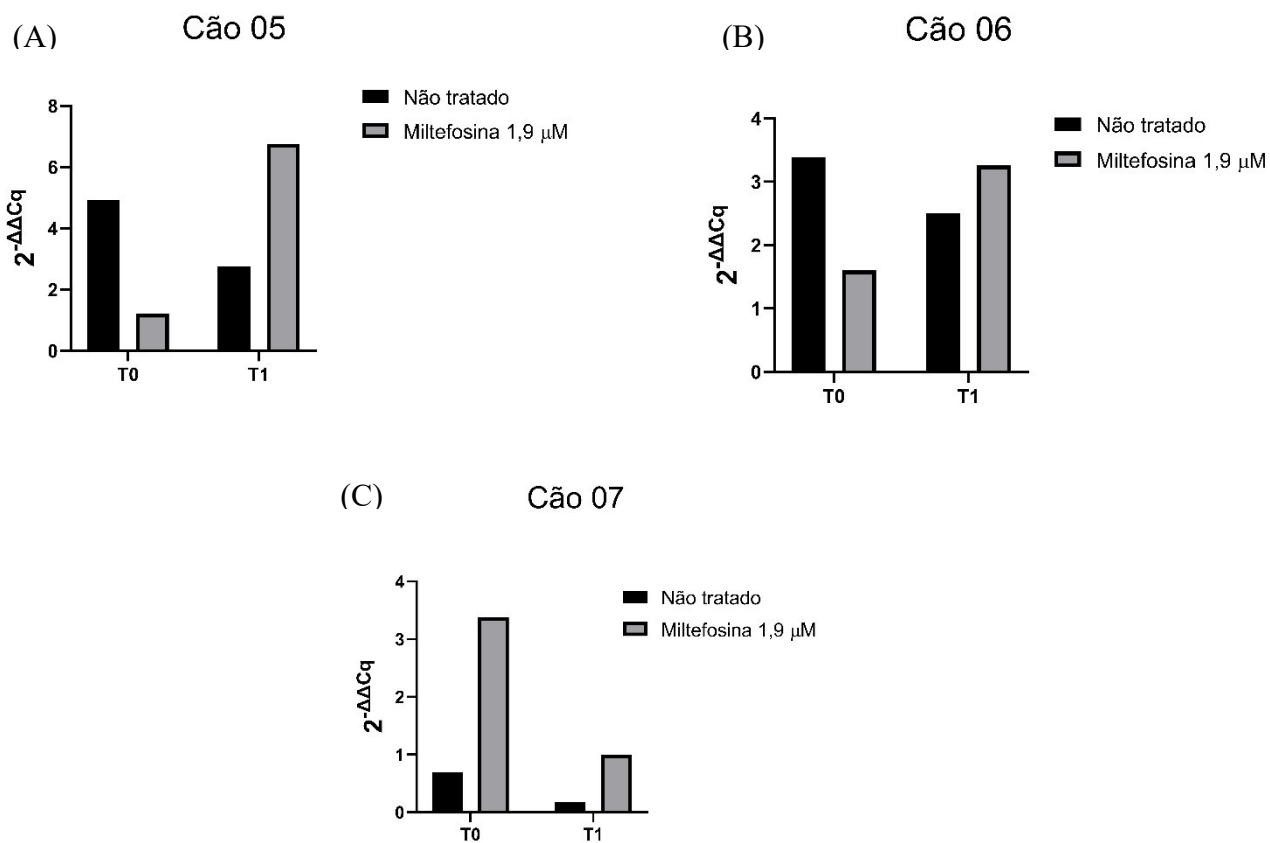 (A)
Cão 05
Não tratado
Miltefosina 1,9 μM
8
6
4
2
0
2-ΔΔCq
T0
T1
(B)
Cão 06
Não tratado
Miltefosina 1,9 μM
4
3
2
1
0
2-ΔΔCq
T0
T1
(C)
Cão 07
Não tratado
Miltefosina 1,9 μM
4
3
2
1
0
2-ΔΔCq
T0
T1